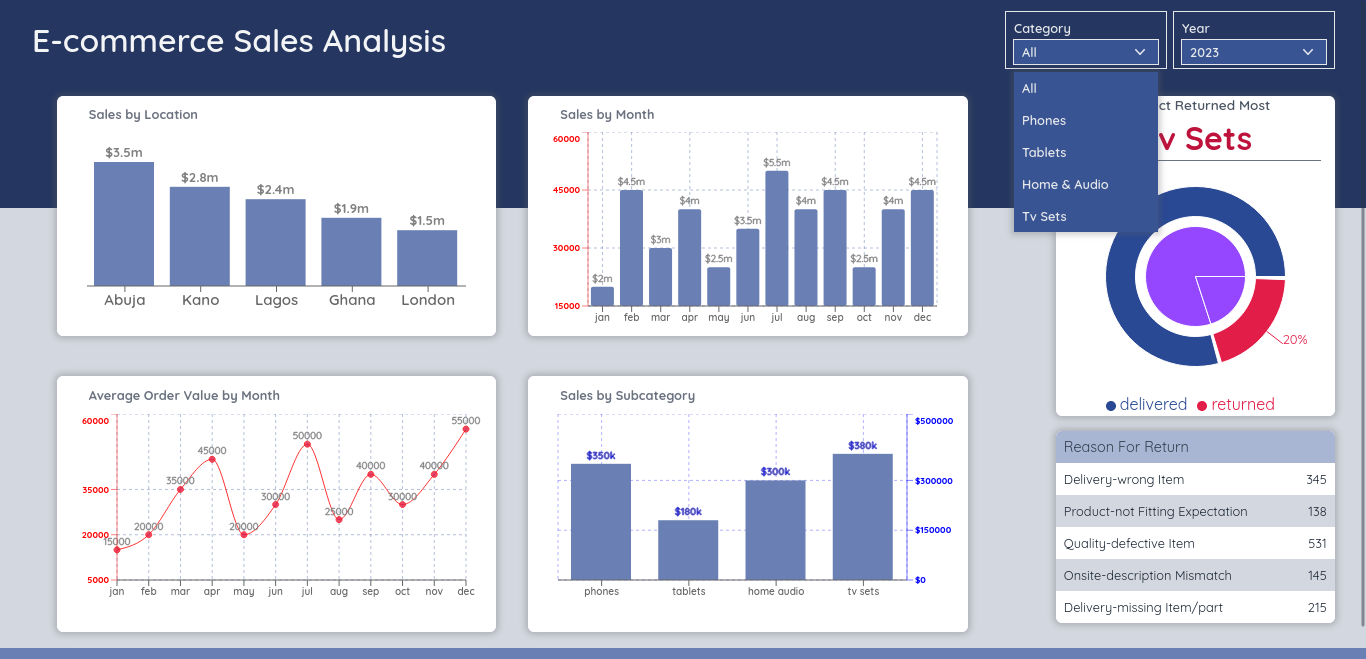 E-commerce Sales Analysis
Category
All
Year
2023
All
Phones
Tablets
Home & Audio
Tv Sets
Sales by Location
$3.5m
$2.8m
$2.4m
$1.9m
$1.5m
Abuja Kano Lagos Ghana London
Sales by Month
60000
45000
30000
15000
$2m $4.5m $3m $4m $2.5m $3.5m $5.5m $4m $4.5m $2.5m $4m $4.5m
jan feb mar apr may jun jul aug sep oct nov dec
Returned Most
Sets
20%
delivered returned
Average Order Value by Month
60000
35000
20000
5000
15000 20000 35000 45000 20000 30000 50000 25000 40000 30000 40000 55000
jan feb mar apr may jun jul aug sep oct nov dec
Sales by Subcategory
$350k $180k $300k $380k
$500000
$300000
$150000
$0
phones tablets home audio tv sets
Reason For Return
Delivery-wrong Item 345
Product-not Fitting Expectation 138
Quality-defective Item 531
Onsite-description Mismatch 145
Delivery-missing Item/part 215